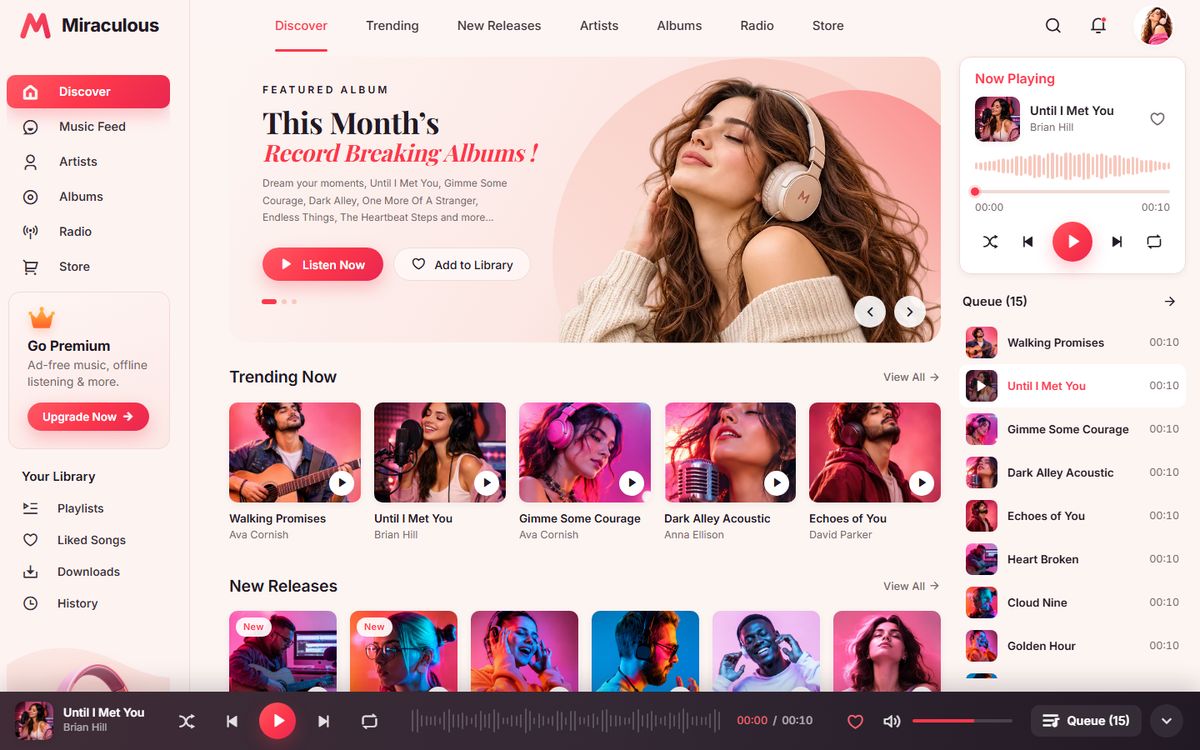 Miraculous
Discover
Trending
New Releases
Artists
Albums
Radio
Store
Discover
Music Feed
Artists
Albums
Radio
Store
Go Premium
Ad-free music, offline
listening & more.
Upgrade Now
Your Library
Playlists
Liked Songs
Downloads
History
FEATURED ALBUM
This Month's
Record Breaking Albums !
Dream your moments, Until I Met You, Gimme Some
Courage, Dark Alley, One More Of A Stranger,
Endless Things, The Heartbeat Steps and more...
Listen Now
Add to Library
M
Trending Now
View All
Walking Promises
Ava Cornish
Until I Met You
Brian Hill
Gimme Some Courage
Ava Cornish
Dark Alley Acoustic
Anna Ellison
Echoes of You
David Parker
New Releases
View All
New
New
Now Playing
Until I Met You
Brian Hill
00:00
00:10
Queue (15)
Walking Promises 00:10
Until I Met You 00:10
Gimme Some Courage 00:10
Dark Alley Acoustic 00:10
Echoes of You 00:10
Heart Broken 00:10
Cloud Nine 00:10
Golden Hour 00:10
Until I Met You
Brian Hill
00:00 / 00:10
Queue (15)